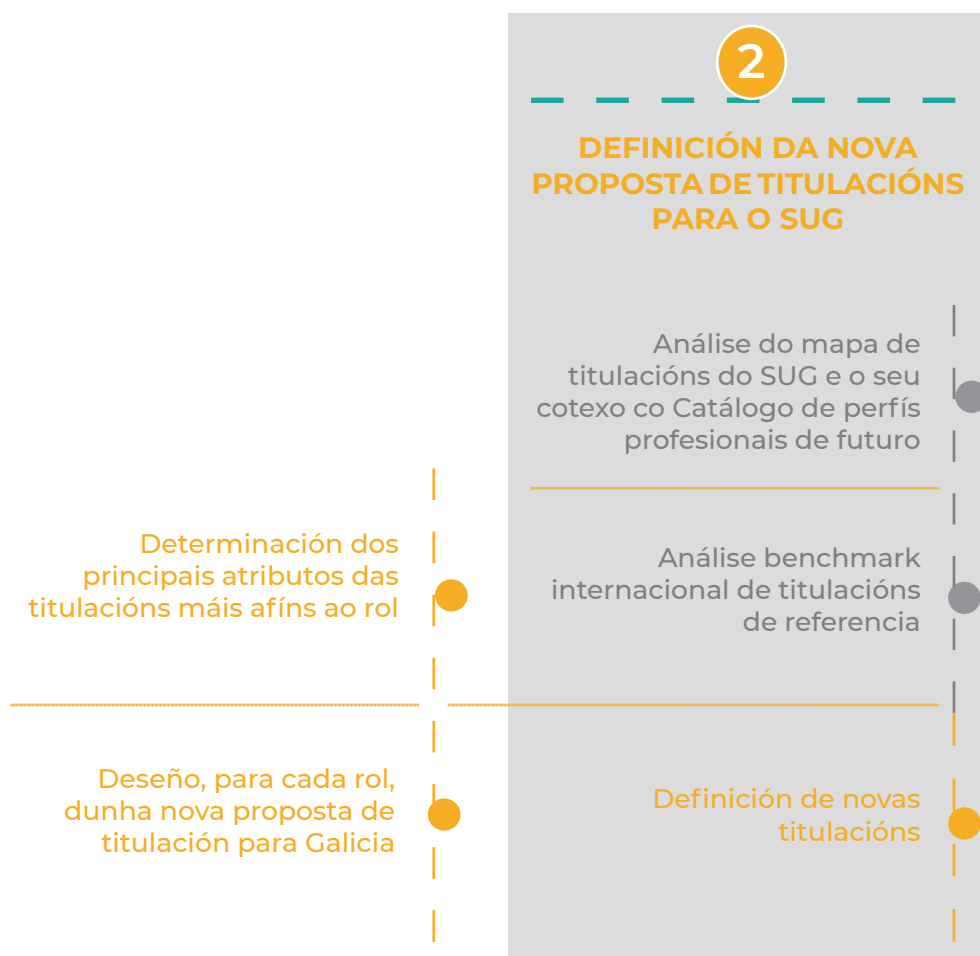 2
DEFINICIÓN DA NOVA
PROPOSTA DE TITULACIÓNS
PARA O SUG
Análise do mapa de
titulacións do SUG e o seu
cotexo co Catálogo de perfís
profesionais de futuro
Determinación dos
principais atributos das
titulacións máis afíns ao rol
Análise benchmark
internacional de titulacións
de referencia
Deseño, para cada rol,
dunha nova proposta de
titulación para Galicia
Definición de novas
titulacións